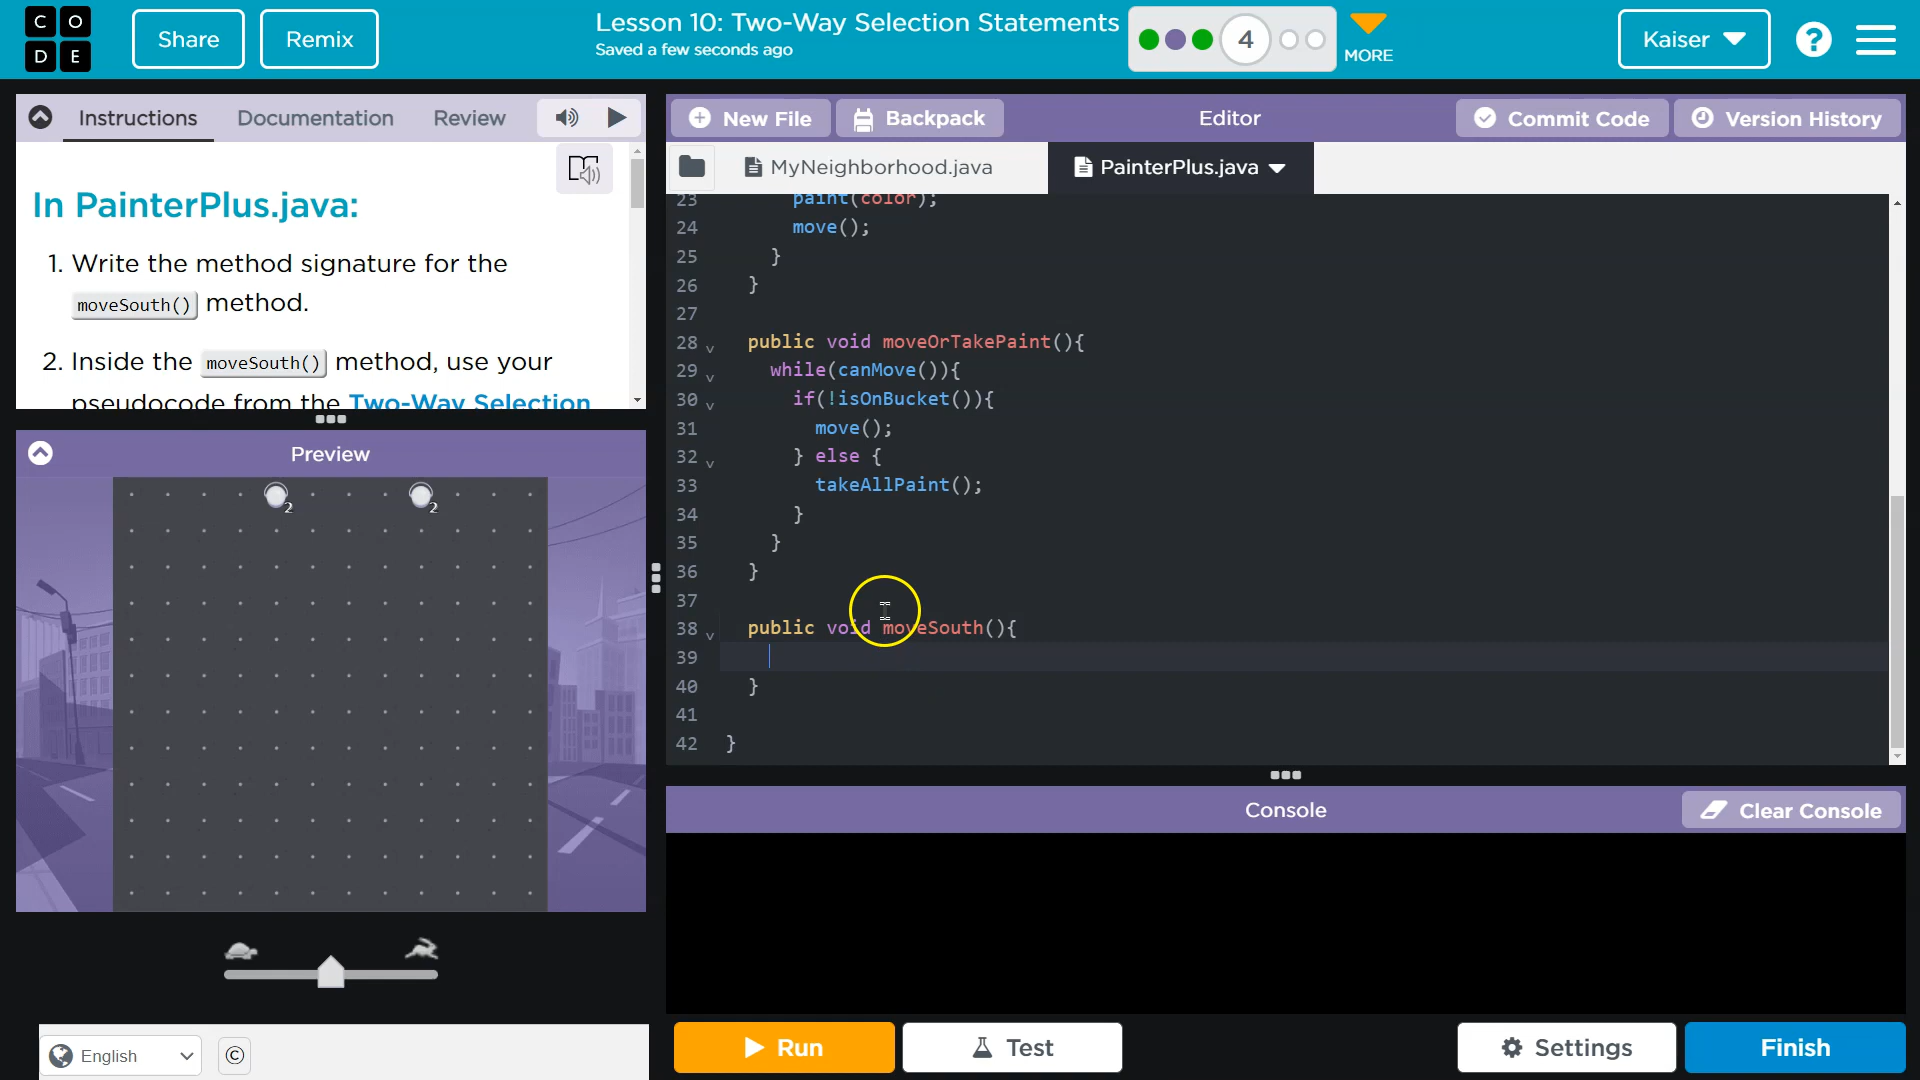 C O
D E
Share
Remix
Lesson 10: Two-Way Selection Statements
Saved a few seconds ago
4
MORE
Kaiser
?
Instructions
Documentation
Review
New File
Backpack
Editor
Commit Code
Version History
MyNeighborhood.java
PainterPlus.java
In PainterPlus.java:
1. Write the method signature for the
moveSouth() method.
2. Inside the moveSouth() method, use your
pseudocode from the Two-Way Selection
Preview
2
2
23 paint(color);
24 move();
25 }
26 }
27
28 public void moveOrTakePaint(){
29 while(canMove()){
30 if(!isOnBucket()){
31 move();
32 } else {
33 takeAllPaint();
34 }
35 }
36 }
37
38 public void moveSouth(){
39
40 }
41
42 }
Console
Clear Console
English
©
Run
Test
Settings
Finish